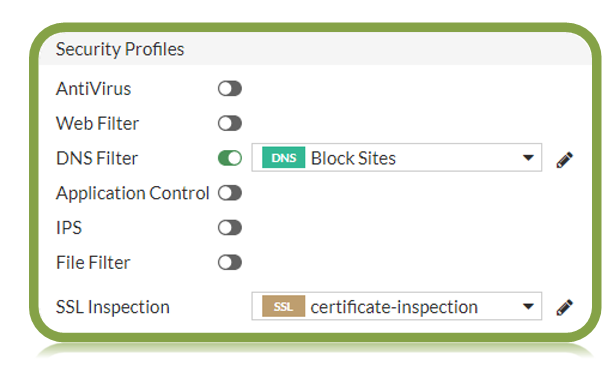 Security Profiles
AntiVirus
Web Filter
DNS Filter DNS Block Sites
Application Control
IPS
File Filter
SSL Inspection SSL certificate-inspection